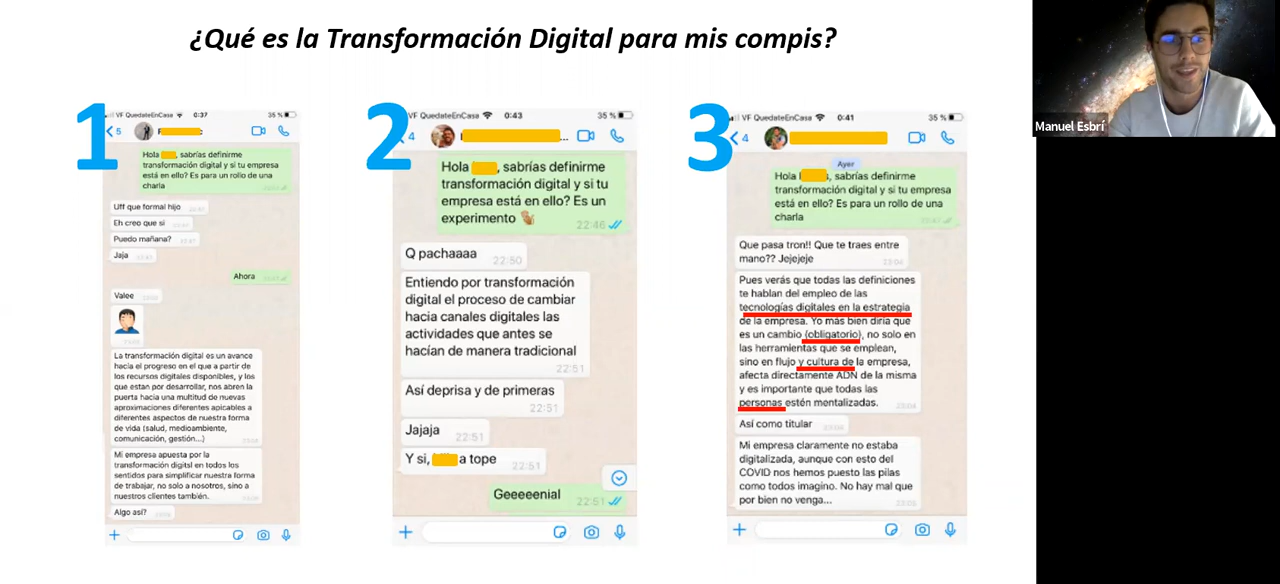 ¿Qué es la Transformación Digital para mis compis?
Manuel Esbrí
1
VF QuedateEnCasa 0:37 35 %
5
Hola , sabrías definirme
transformación digital y si tu empresa
está en ello? Es para un rollo de una
charla
Uff que formal hijo
Eh creo que si
Puedo mañana?
Jaja
Ahora
Valee
La transformación digital es un avance
hacia el progreso en el que a partir de
los recursos digitales disponibles, y los
que estan por desarrollar, nos abren la
puerta hacia una multitud de nuevas
aproximaciones diferentes apicables a
diferentes aspectos de nuestra forma
de vida (salud, medioambiente,
comunicación, gestión...)
Mi empresa apuesta por la
transformación digital en todos los
sentidos para simplificar nuestra forma
de trabajar, no solo a nosotros, sino a
nuestros clientes también.
Algo así?
2
VF QuedateEnCasa 0:43 35 %
4
...
Hola , sabrías definirme
transformación digital y si tu
empresa está en ello? Es un
experimento
22:46
Q pachaaaa 22:50
Entiendo por transformación
digital el proceso de cambiar
hacia canales digitales las
actividades que antes se
hacían de manera tradicional
22:51
Así deprisa y de primeras
22:51
Jajaja 22:51
Y si, a tope 22:51
Geeeeenial 22:51
3
VF QuedateEnCasa 0:41 35 %
4
Ayer
Hola , sabrías definirme
transformación digital y si tu empresa
está en ello? Es para un rollo de una
charla
Que pasa tron!! Que te traes entre
mano?? Jejejeje 23:04
Pues verás que todas las definiciones
te hablan del empleo de las
tecnologías digitales en la estrategia
de la empresa. Yo más bien diría que
es un cambio (obligatorio), no solo en
las herramientas que se emplean,
sino en flujo y cultura de la empresa,
afecta directamente ADN de la misma
y es importante que todas las
personas estén mentalizadas. 23:04
Así como titular 23:05
Mi empresa claramente no estaba
digitalizada, aunque con esto del
COVID nos hemos puesto las pilas
como todos imagino. No hay mal que
por bien no venga... 23:05